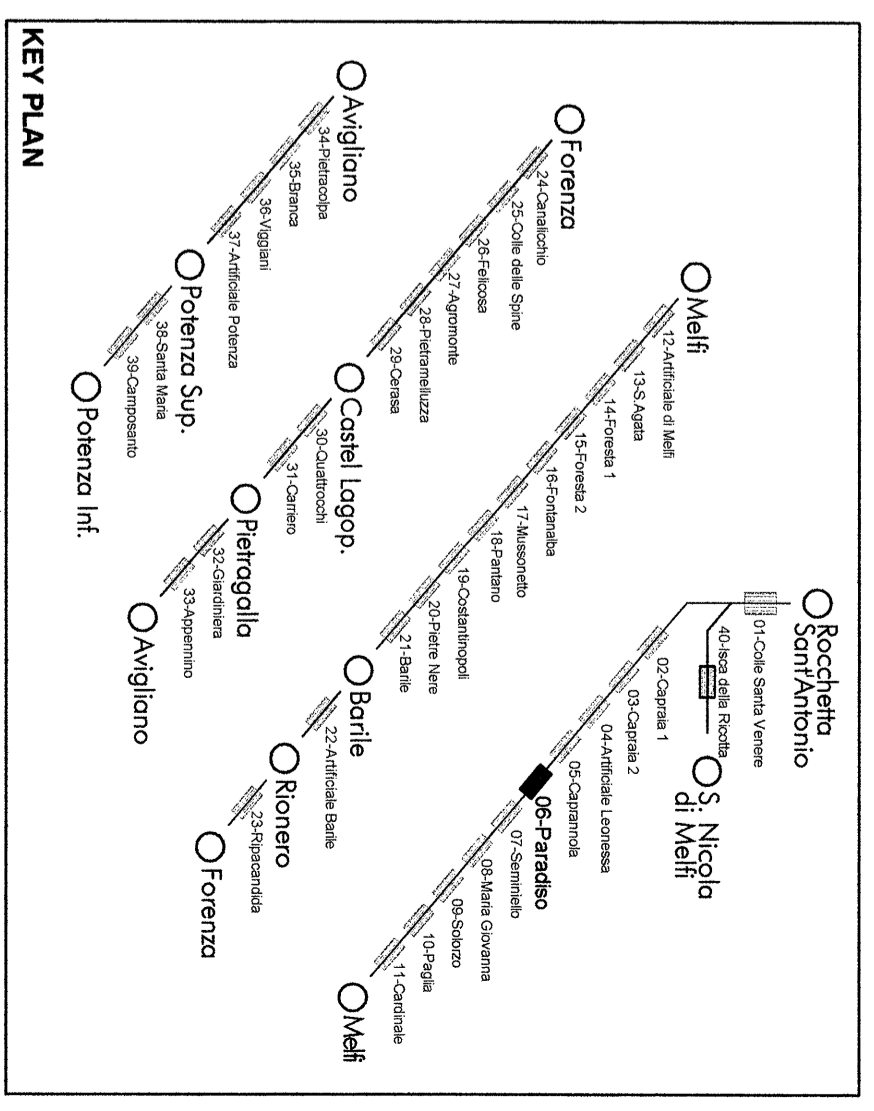 Rocchetta
Sant'Antonio
01-Colle Santa Venere
40-Isca della Ricotta
S. Nicola
di Melfi
02-Capraia 1
03-Capraia 2
04-Artificiale Leonessa
05-Caprannola
06-Paradiso
07-Seminiello
08-Maria Giovanna
09-Solorzo
10-Paglia
11-Cardinale
Melfi
Melfi
12-Artificiale di Melfi
13-S.Agata
14-Foresta 1
15-Foresta 2
16-Fontanalba
17-Mussonetto
18-Pantano
19-Costantinopoli
20-Pietre Nere
21-Barile
Barile
22-Artificiale Barile
Rionero
23-Ripacandida
Forenza
Forenza
24-Canalicchio
25-Colle delle Spine
26-Felicosa
27-Agromonte
28-Pietramelluzza
29-Cerasa
Castel Lagop.
30-Quattrocchi
31-Carriero
Pietragalla
32-Giardiniera
33-Appennino
Avigliano
Avigliano
34-Pietracolpa
35-Branca
36-Viggiani
37-Artificiale Potenza
Potenza Sup.
38-Santa Maria
39-Camposanto
Potenza Inf.
KEY PLAN